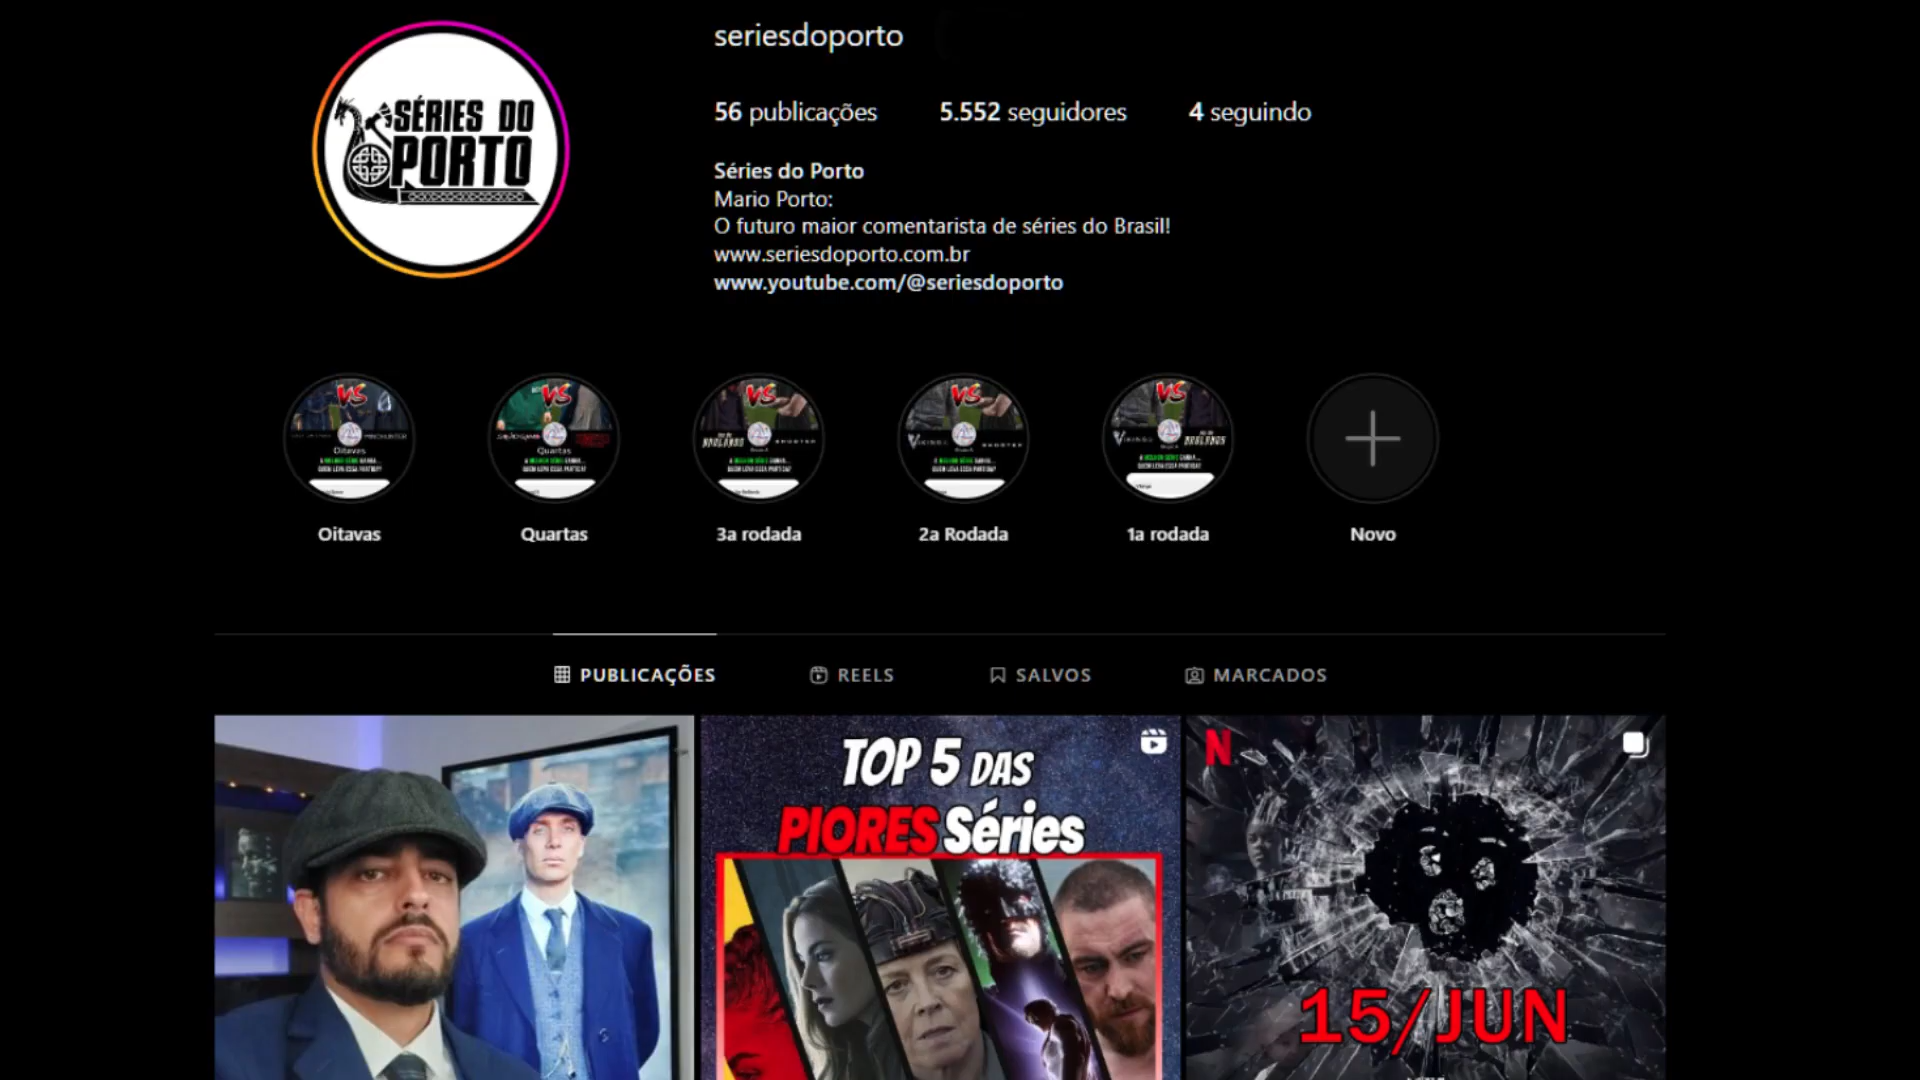 seriesdoporto
56 publicações 5.552 seguidores 4 seguindo
SÉRIES DO
PORTO
Séries do Porto
Mario Porto:
O futuro maior comentarista de séries do Brasil!
www.seriesdoporto.com.br
www.youtube.com/@seriesdoporto
VS VS VS VS VS
Oitavas Quartas
Oitavas Quartas 3a rodada 2a Rodada 1a rodada Novo
PUBLICAÇÕES REELS SALVOS MARCADOS
TOP 5 DAS
PIORES Séries
N
15/JUN